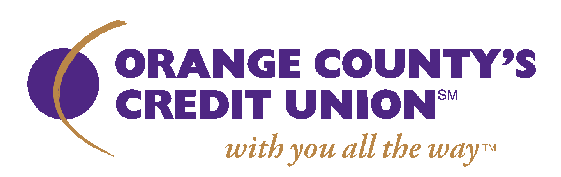 ORANGE COUNTY'S
CREDIT UNION℠
with you all the way™